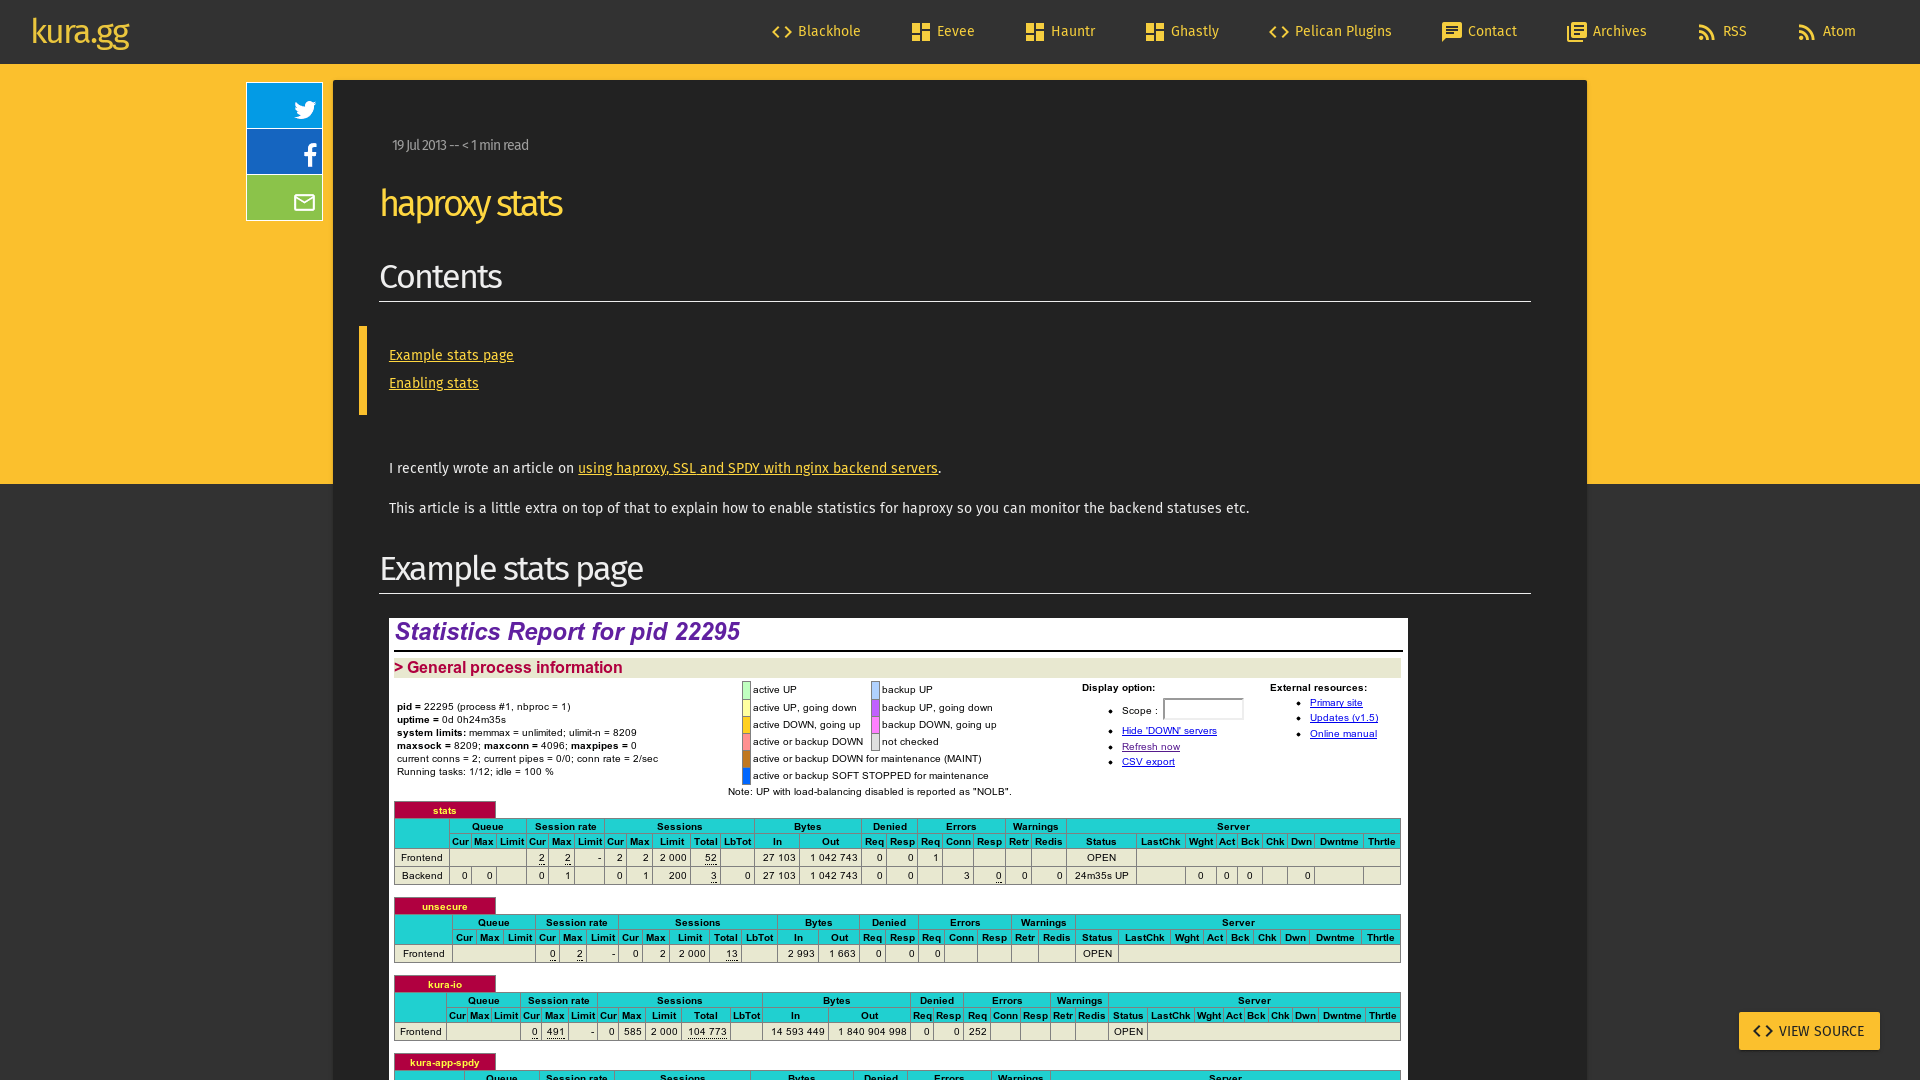 kura.gg
Blackhole
Eevee
Hauntr
Ghastly
Pelican Plugins
Contact
Archives
RSS
Atom
19 Jul 2013 -- < 1 min read
haproxy stats
Contents
Example stats page
Enabling stats
I recently wrote an article on using haproxy, SSL and SPDY with nginx backend servers.
This article is a little extra on top of that to explain how to enable statistics for haproxy so you can monitor the backend statuses etc.
Example stats page
Statistics Report for pid 22295
> General process information
pid = 22295 (process #1, nbproc = 1)
uptime = 0d 0h24m35s
system limits: memmax = unlimited; ulimit-n = 8209
maxsock = 8209; maxconn = 4096; maxpipes = 0
current conns = 2; current pipes = 0/0; conn rate = 2/sec
Running tasks: 1/12; idle = 100 %
active UP backup UP
active UP, going down backup UP, going down
active DOWN, going up backup DOWN, going up
active or backup DOWN not checked
active or backup DOWN for maintenance (MAINT)
active or backup SOFT STOPPED for maintenance
Note: UP with load-balancing disabled is reported as "NOLB".
Display option:
Scope :
Hide 'DOWN' servers
Refresh now
CSV export
External resources:
Primary site
Updates (v1.5)
Online manual
stats
Queue Session rate Sessions Bytes Denied Errors Warnings Server
Cur Max Limit Cur Max Limit Cur Max Limit Total LbTot In Out Req Resp Req Conn Resp Retr Redis Status LastChk Wght Act Bck Chk Dwn Dwntme Thrtle
Frontend 2 2 - 2 2 2 000 52 27 103 1 042 743 0 0 1 OPEN
Backend 0 0 0 1 0 1 200 3 0 27 103 1 042 743 0 0 3 0 0 0 24m35s UP 0 0 0 0
unsecure
Queue Session rate Sessions Bytes Denied Errors Warnings Server
Cur Max Limit Cur Max Limit Cur Max Limit Total LbTot In Out Req Resp Req Conn Resp Retr Redis Status LastChk Wght Act Bck Chk Dwn Dwntme Thrtle
Frontend 0 2 - 0 2 2 000 13 2 993 1 663 0 0 0 OPEN
kura-io
Queue Session rate Sessions Bytes Denied Errors Warnings Server
Cur Max Limit Cur Max Limit Cur Max Limit Total LbTot In Out Req Resp Req Conn Resp Retr Redis Status LastChk Wght Act Bck Chk Dwn Dwntme Thrtle
Frontend 0 491 - 0 585 2 000 104 773 14 593 449 1 840 904 998 0 0 252 OPEN
kura-app-spdy
Queue Session rate Sessions Bytes Denied Errors Warnings Server
VIEW SOURCE